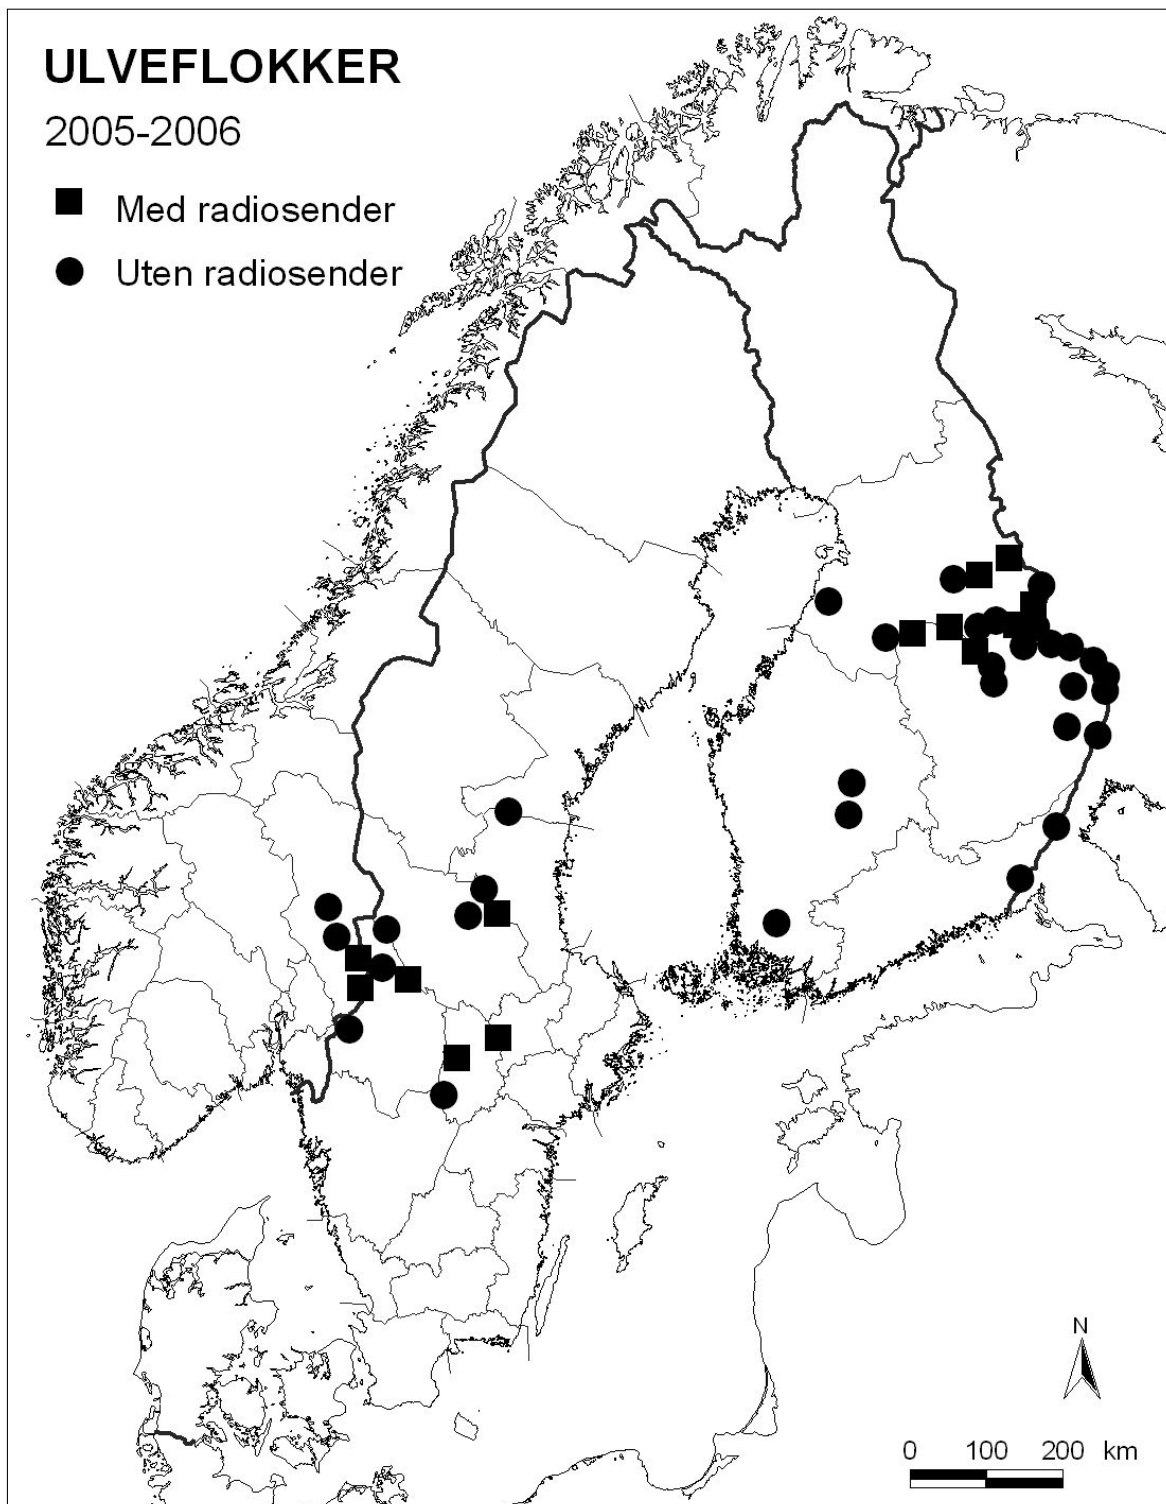 ULVEFLOKKER
2005-2006
Med radiosender
Uten radiosender
N
0 100 200 km